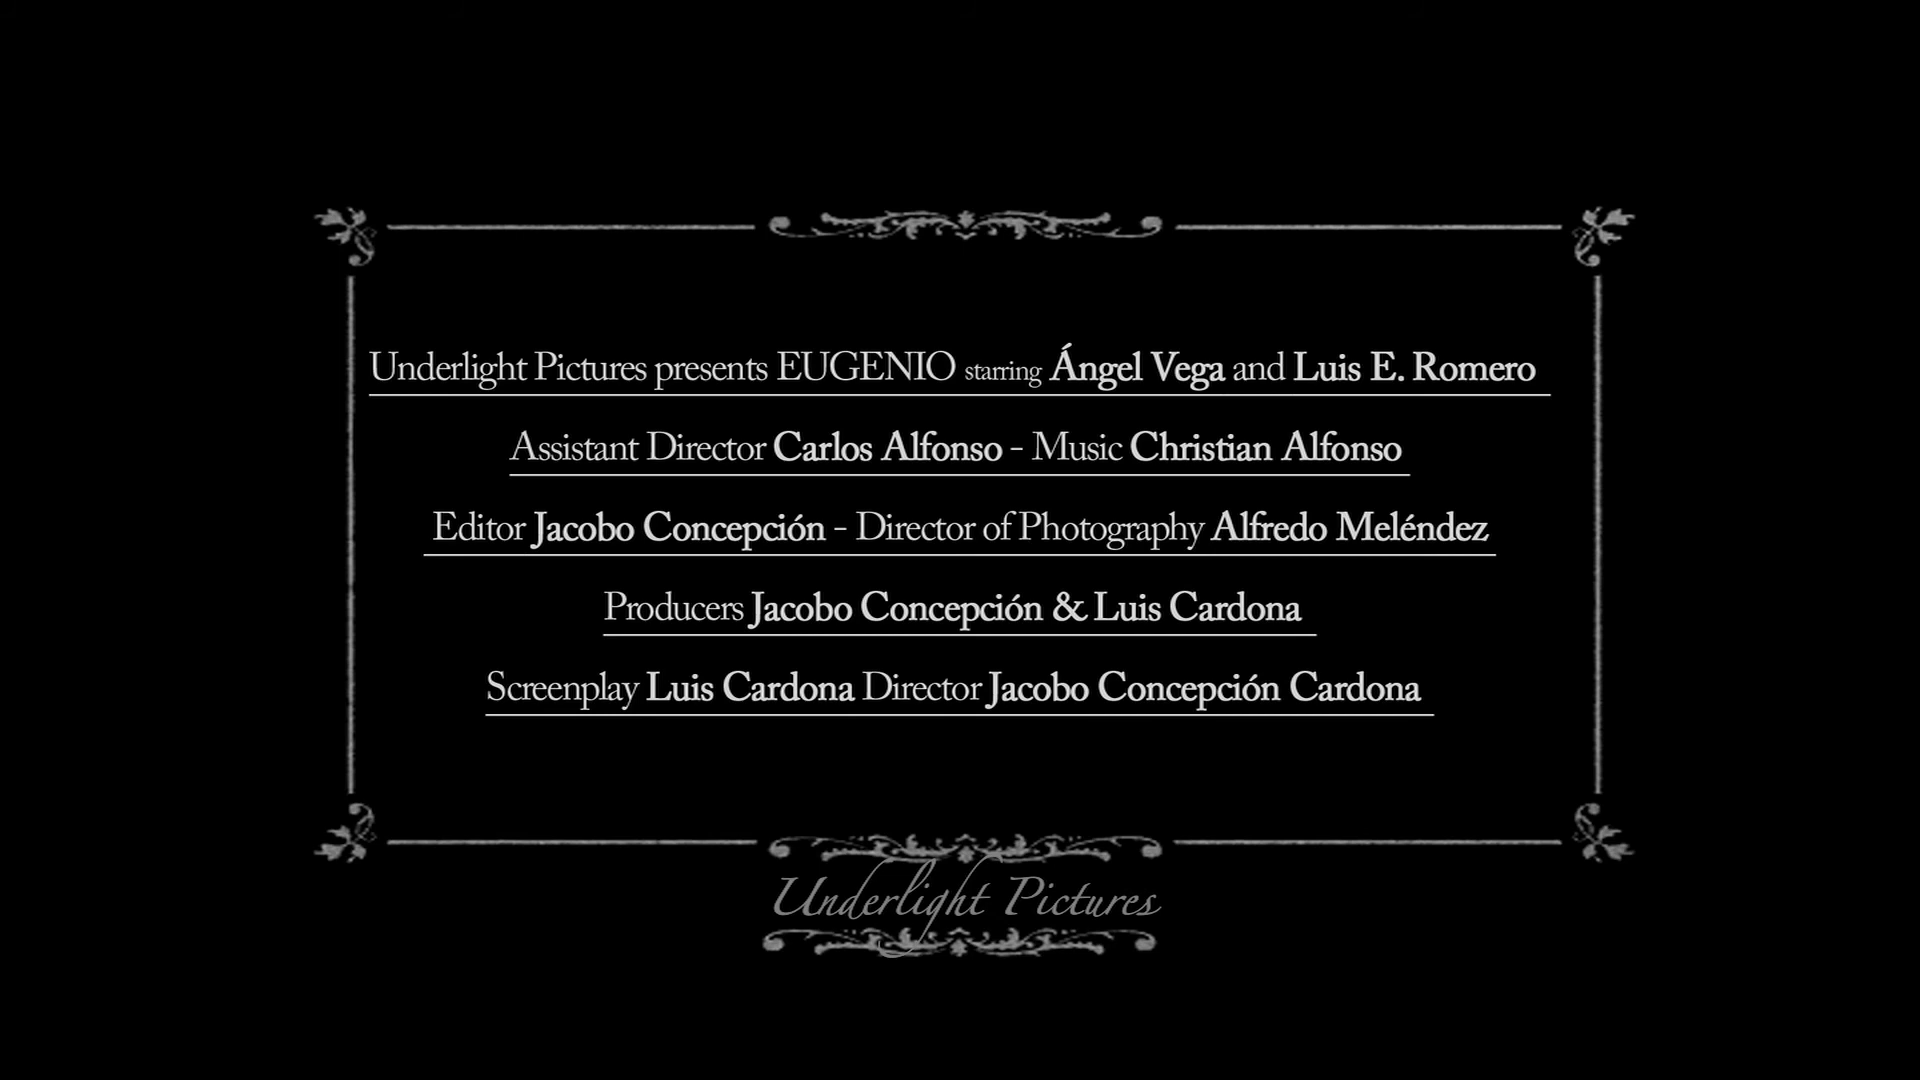 Underlight Pictures presents EUGENIO starring Ángel Vega and Luis E. Romero
Assistant Director Carlos Alfonso - Music Christian Alfonso
Editor Jacobo Concepción - Director of Photography Alfredo Meléndez
Producers Jacobo Concepción & Luis Cardona
Screenplay Luis Cardona Director Jacobo Concepción Cardona
Underlight Pictures